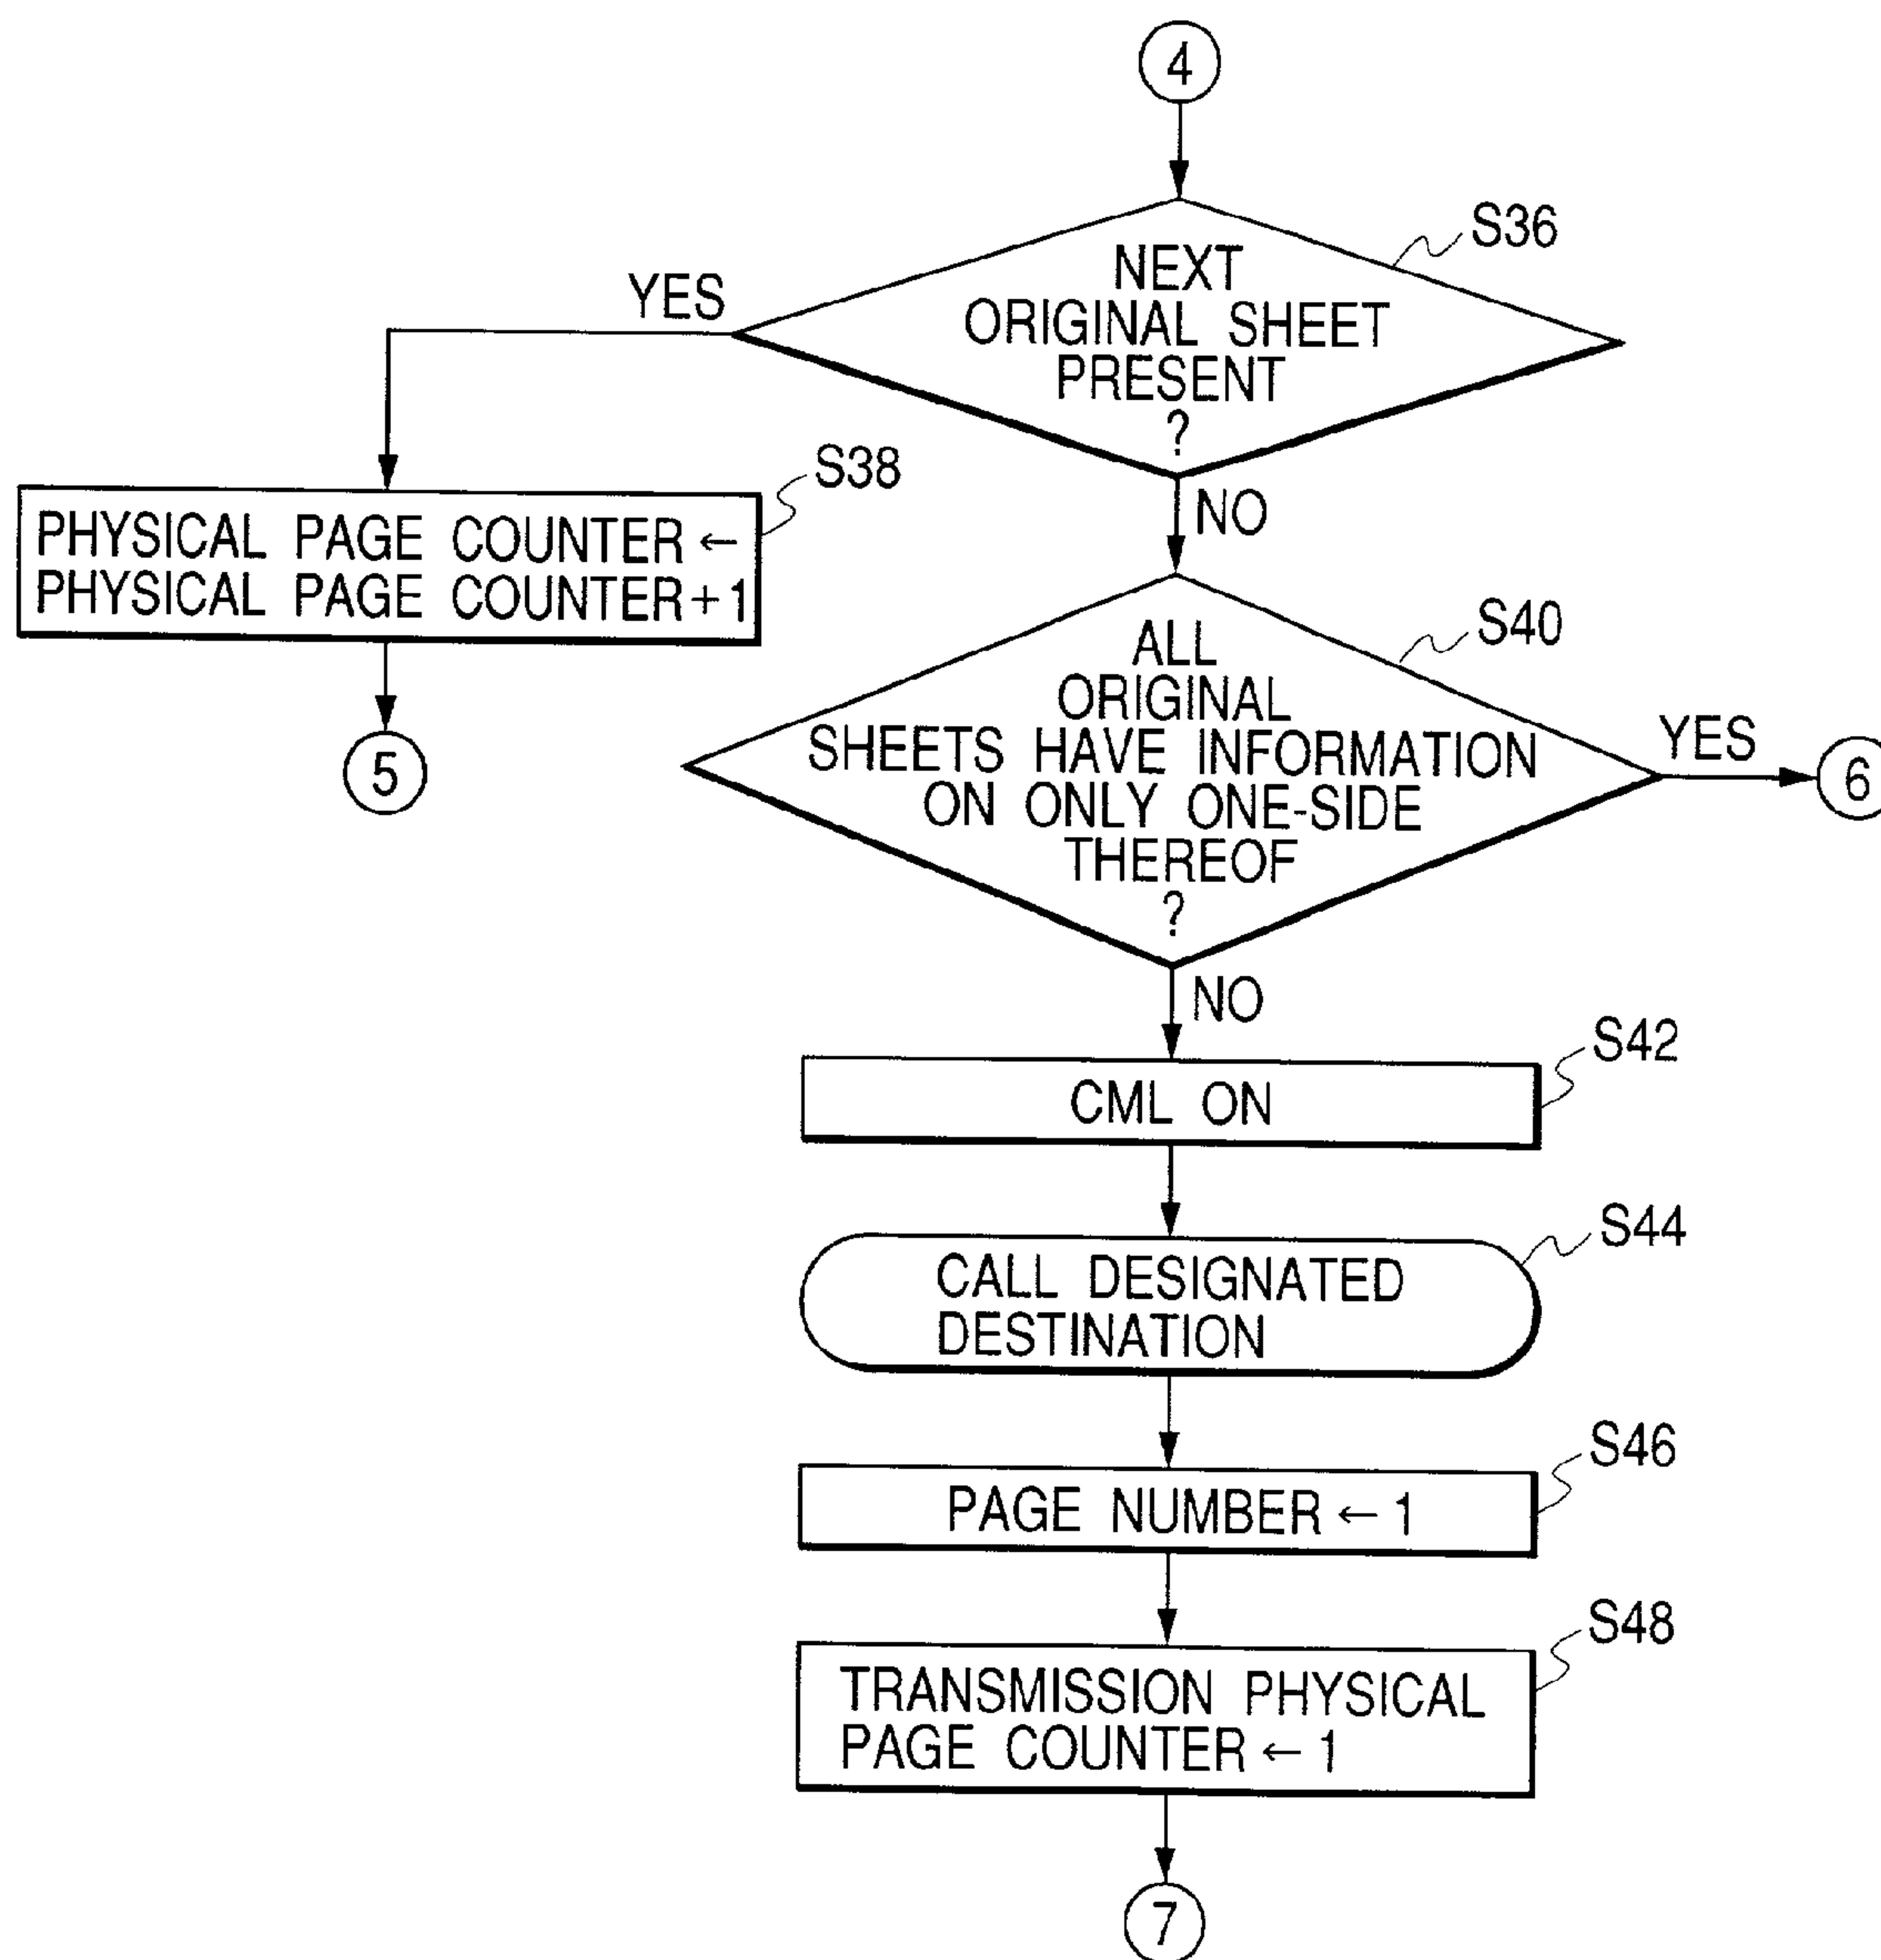 4
S36
NEXT
ORIGINAL SHEET
PRESENT
?
YES
NO
S38
PHYSICAL PAGE COUNTER ←
PHYSICAL PAGE COUNTER + 1
5
S40
ALL
ORIGINAL
SHEETS HAVE INFORMATION
ON ONLY ONE-SIDE
THEREOF
?
YES
6
NO
S42
CML ON
S44
CALL DESIGNATED
DESTINATION
S46
PAGE NUMBER ← 1
S48
TRANSMISSION PHYSICAL
PAGE COUNTER ← 1
7